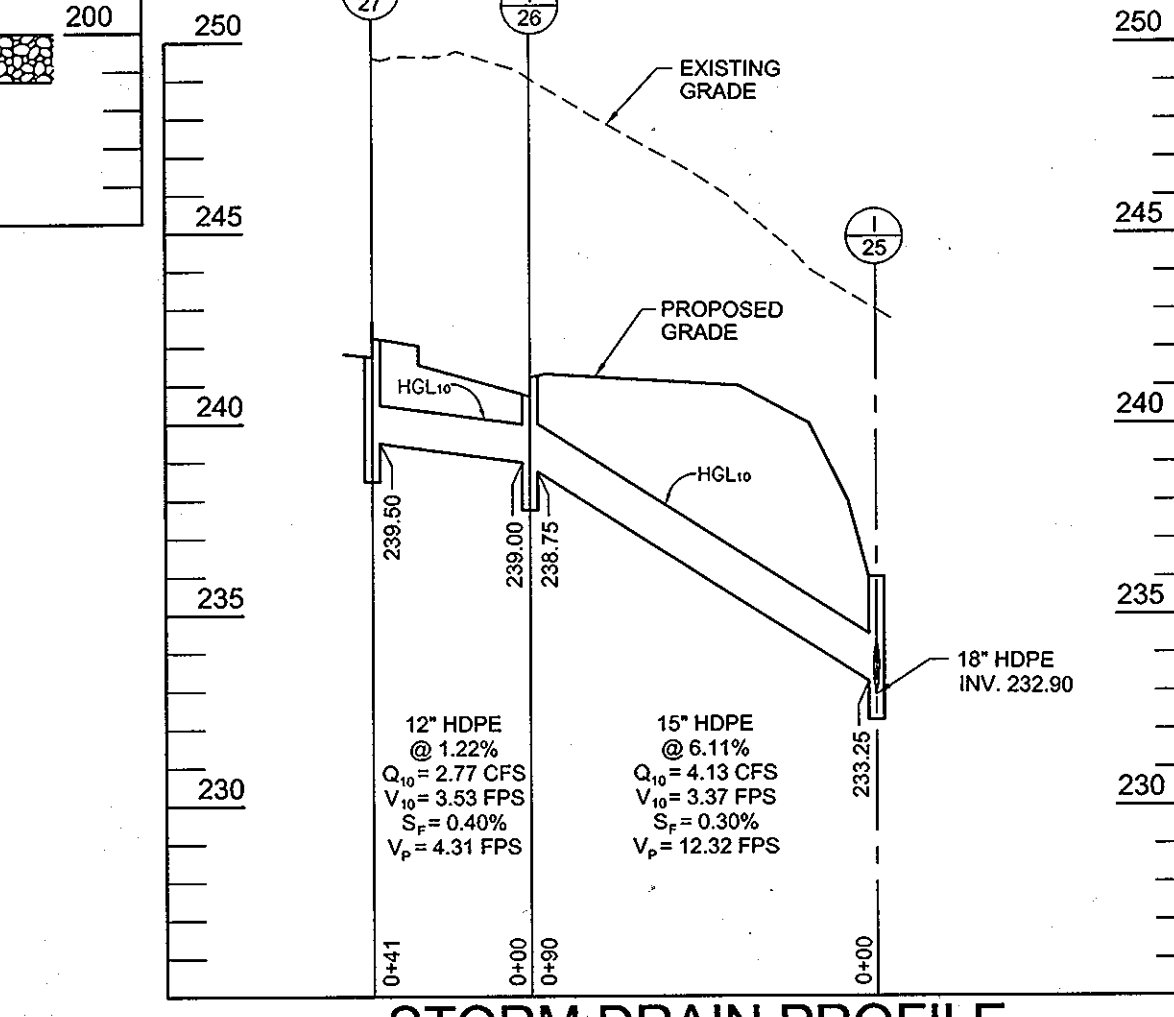 200
250
250
27
26
EXISTING
GRADE
245
245
I
25
PROPOSED
GRADE
HGL10
240
240
HGL10
239.50
239.00
238.75
235
235
18" HDPE
INV. 232.90
233.25
12" HDPE
@ 1.22%
Q10 = 2.77 CFS
V10 = 3.53 FPS
SF = 0.40%
VP = 4.31 FPS
15" HDPE
@ 6.11%
Q10 = 4.13 CFS
V10 = 3.37 FPS
SF = 0.30%
VP = 12.32 FPS
230
230
0+41
0+00
0+90
0+00
STORM DRAIN PROFILE